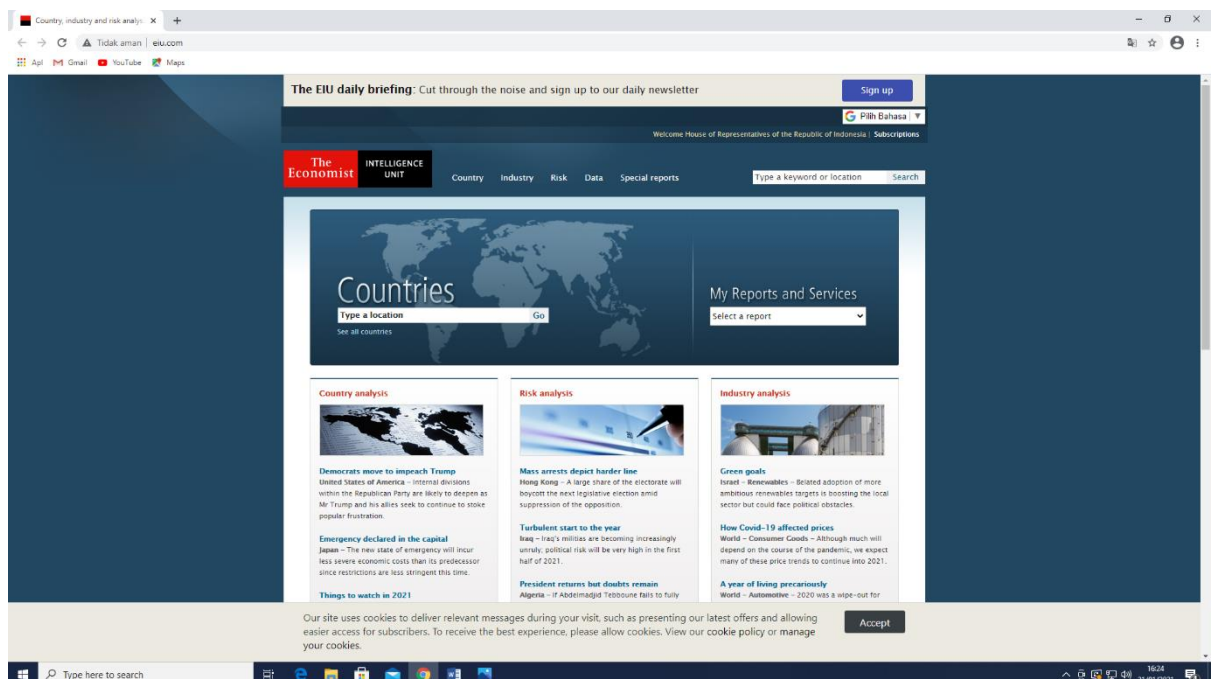 Country, industry and risk analys
Tidak aman | eiu.com
Apl Gmail YouTube Maps
The EIU daily briefing: Cut through the noise and sign up to our daily newsletter
Sign up
Pilih Bahasa
Welcome House of Representatives of the Republic of Indonesia | Subscriptions
The Economist
INTELLIGENCE UNIT
Country Industry Risk Data Special reports
Type a keyword or location Search
Countries
Type a location Go
See all countries
My Reports and Services
Select a report
Country analysis
Democrats move to impeach Trump
United States of America – Internal divisions
within the Republican Party are likely to deepen as
Mr Trump and his allies seek to continue to stoke
popular frustration.
Emergency declared in the capital
Japan – The new state of emergency will incur
less severe economic costs than its predecessor
since restrictions are less stringent this time.
Things to watch in 2021
Risk analysis
Mass arrests depict harder line
Hong Kong – A large share of the electorate will
boycott the next legislative election amid
suppression of the opposition.
Turbulent start to the year
Iraq – Iraq's militias are becoming increasingly
unruly; political risk will be very high in the first
half of 2021.
President returns but doubts remain
Algeria – If Abdelmadjid Tebboune fails to fully
Industry analysis
Green goals
Israel – Renewables – Belated adoption of more
ambitious renewables targets is boosting the local
sector but could face political obstacles.
How Covid-19 affected prices
World – Consumer Goods – Although much will
depend on the course of the pandemic, we expect
many of these price trends to continue into 2021.
A year of living precariously
World – Automotive – 2020 was a wipe-out for
Our site uses cookies to deliver relevant messages during your visit, such as presenting our latest offers and allowing
easier access for subscribers. To receive the best experience, please allow cookies. View our cookie policy or manage
your cookies.
Accept
Type here to search
16:24